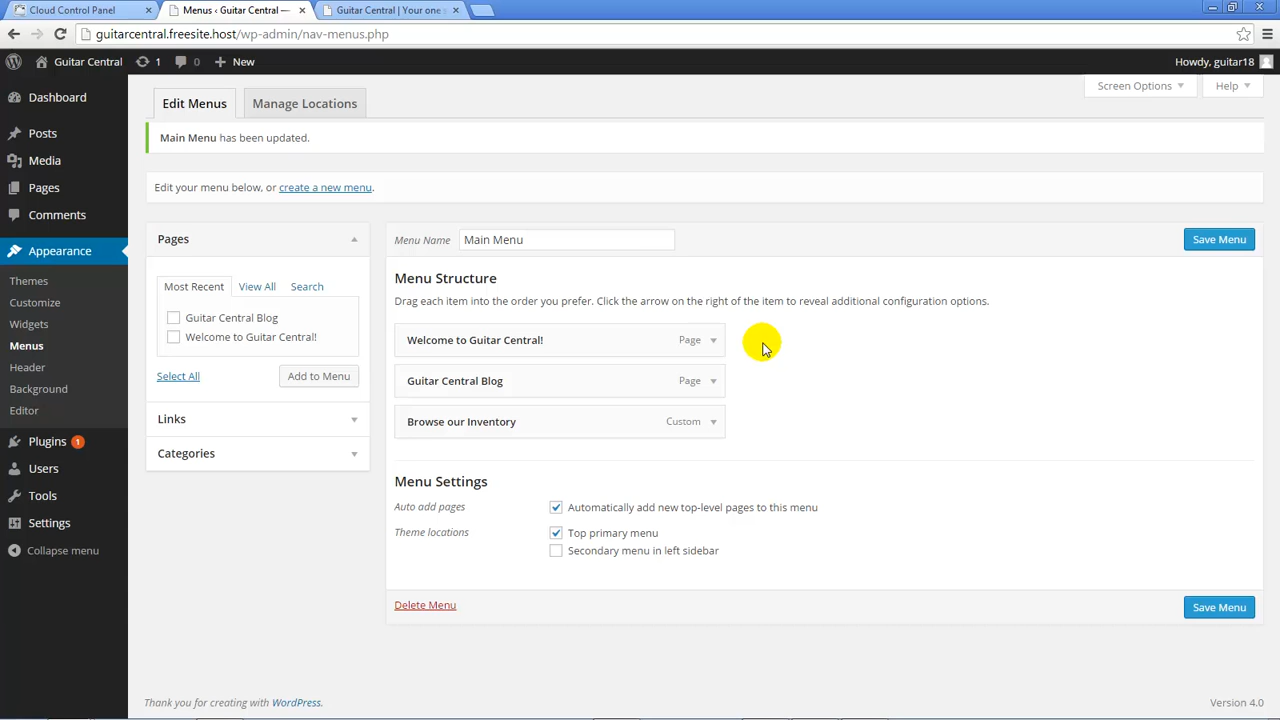 Cloud Control Panel
Menus ‹ Guitar Central —
Guitar Central | Your one s
guitarcentral.freesite.host/wp-admin/nav-menus.php
Guitar Central
1
0
New
Howdy, guitar18
Dashboard
Posts
Media
Pages
Comments
Appearance
Themes
Customize
Widgets
Menus
Header
Background
Editor
Plugins 1
Users
Tools
Settings
Collapse menu
Screen Options
Help
Edit Menus
Manage Locations
Main Menu has been updated.
Edit your menu below, or create a new menu.
Pages
Most Recent
View All
Search
Guitar Central Blog
Welcome to Guitar Central!
Select All
Add to Menu
Links
Categories
Menu Name
Main Menu
Save Menu
Menu Structure
Drag each item into the order you prefer. Click the arrow on the right of the item to reveal additional configuration options.
Welcome to Guitar Central! Page
Guitar Central Blog Page
Browse our Inventory Custom
Menu Settings
Auto add pages
Automatically add new top-level pages to this menu
Theme locations
Top primary menu
Secondary menu in left sidebar
Delete Menu
Save Menu
Thank you for creating with WordPress.
Version 4.0